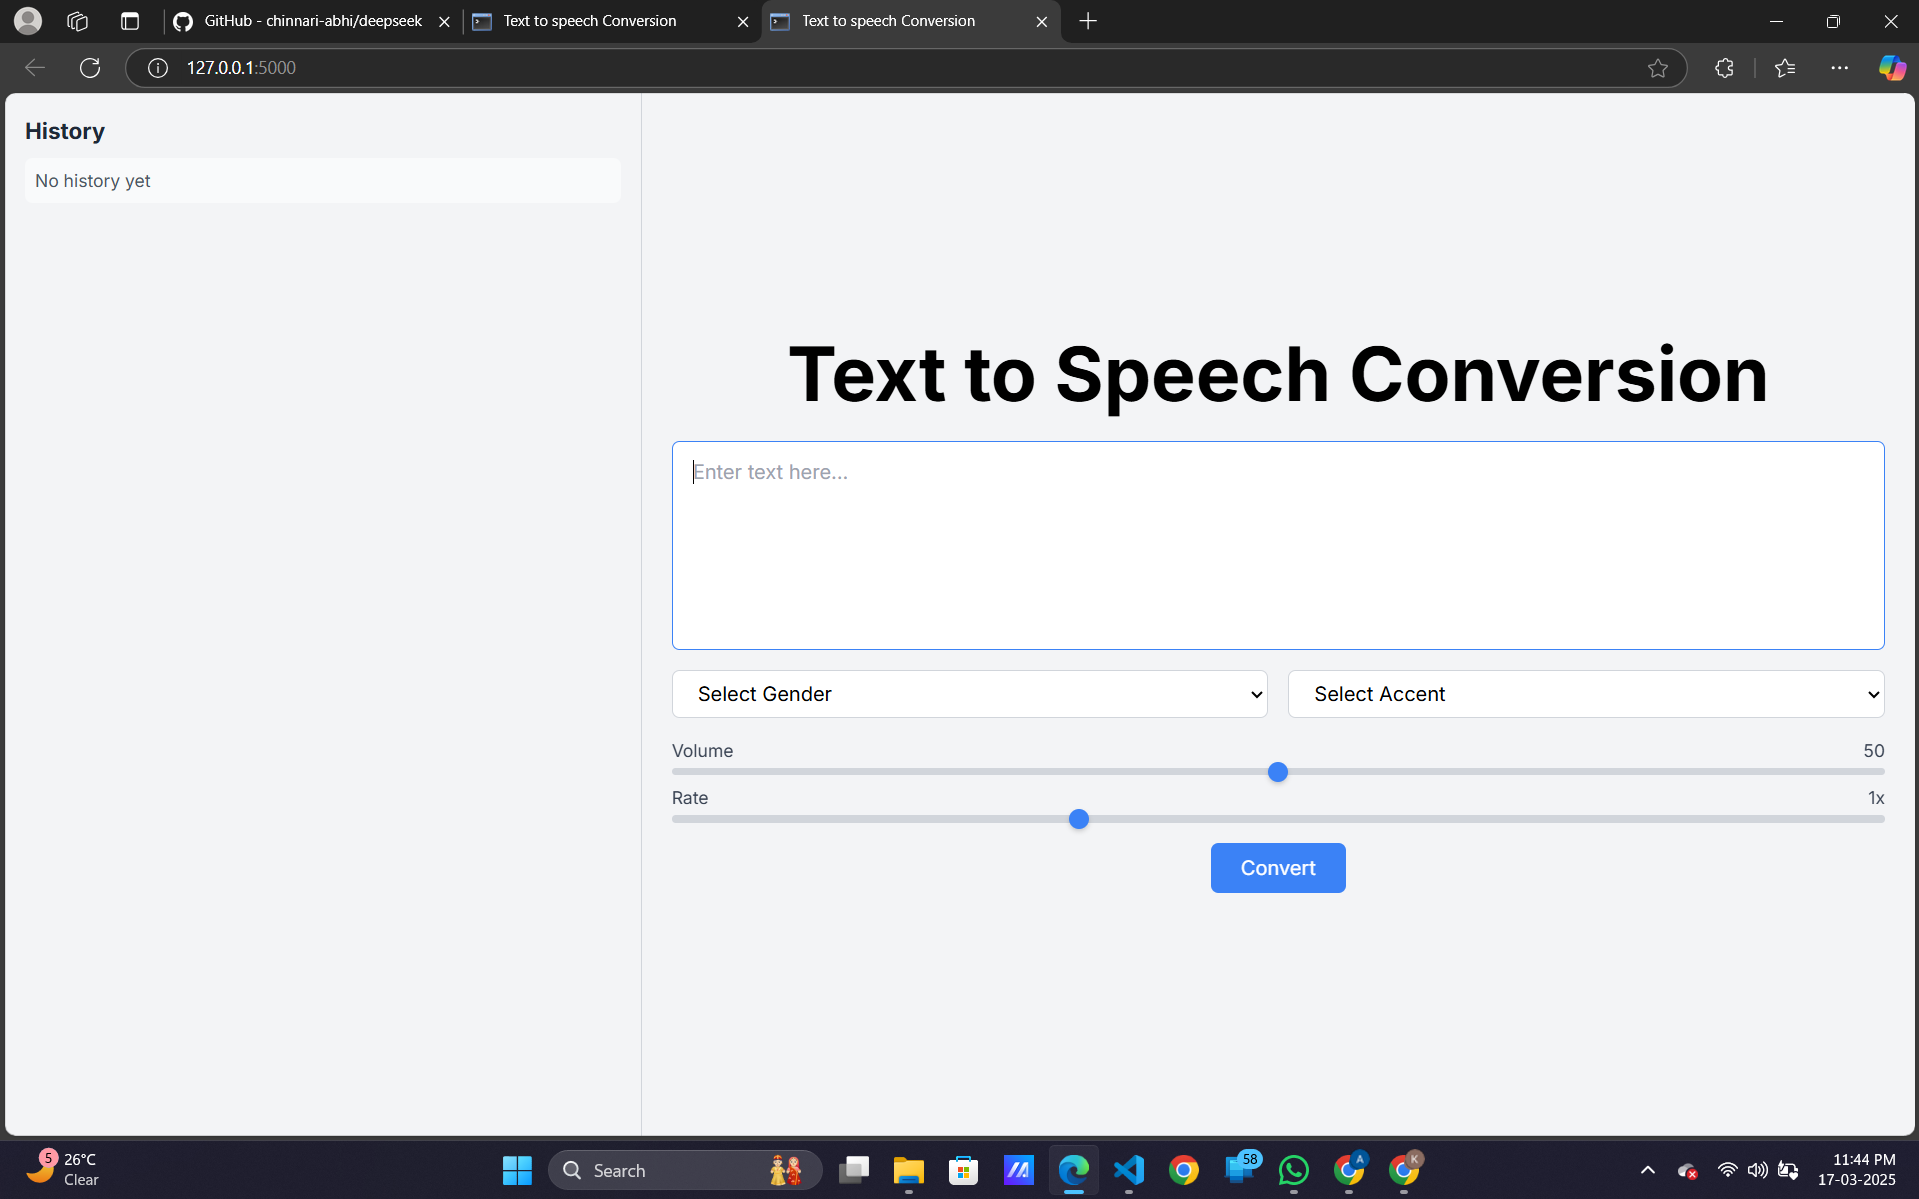 GitHub - chinnari-abhi/deepseek
Text to speech Conversion
Text to speech Conversion
127.0.0.1:5000
History
No history yet
Text to Speech Conversion
Enter text here...
Select Gender
Select Accent
Volume
50
Rate
1x
Convert
5
26°C
Clear
Search
58
A
K
11:44 PM
17-03-2025